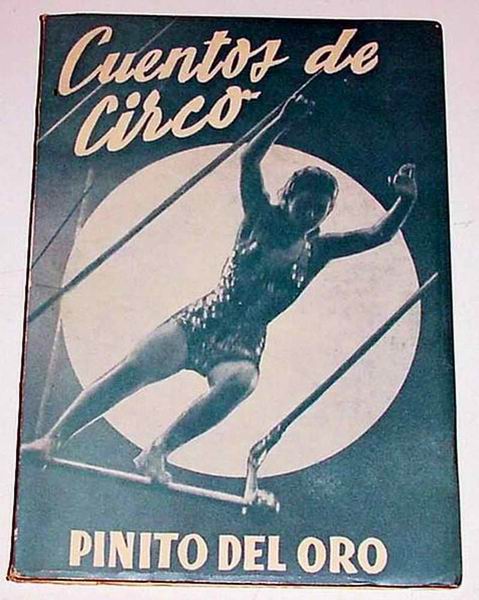 Cuentos de
Circo
PINITO DEL ORO